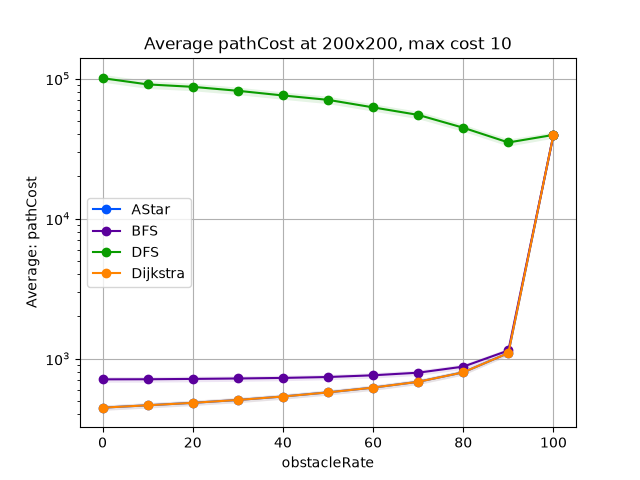 Average pathCost at 200x200, max cost 10
Average: pathCost
10^5
10^4
10^3
AStar
BFS
DFS
Dijkstra
0 20 40 60 80 100
obstacleRate